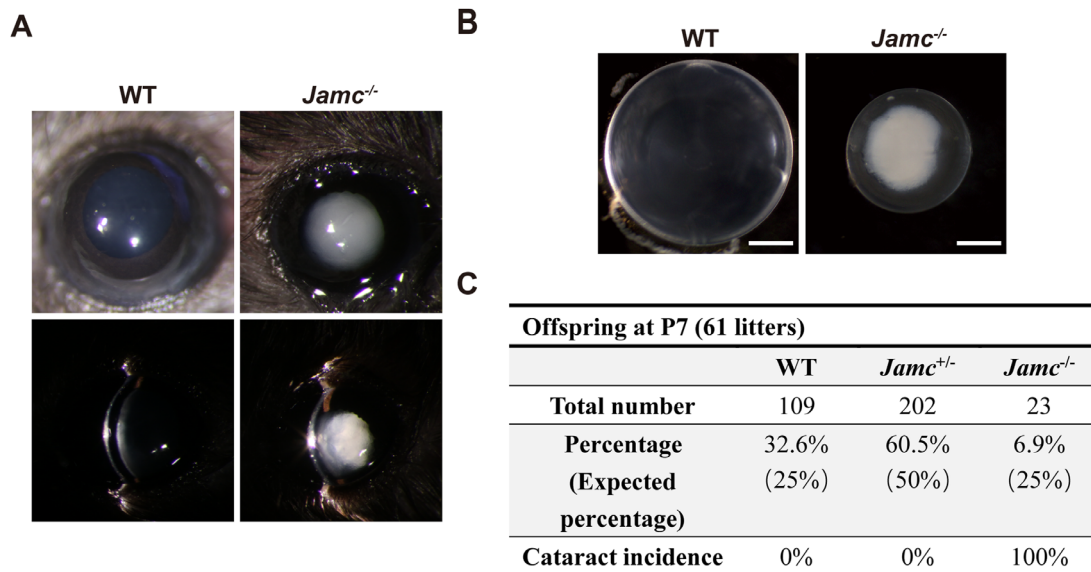 A
WT
Jamc-/-
B
WT
Jamc-/-
C
Offspring at P7 (61 litters)
WT Jamc+/- Jamc-/-
Total number 109 202 23
Percentage 32.6% 60.5% 6.9%
(Expected (25%) (50%) (25%)
percentage)
Cataract incidence 0% 0% 100%